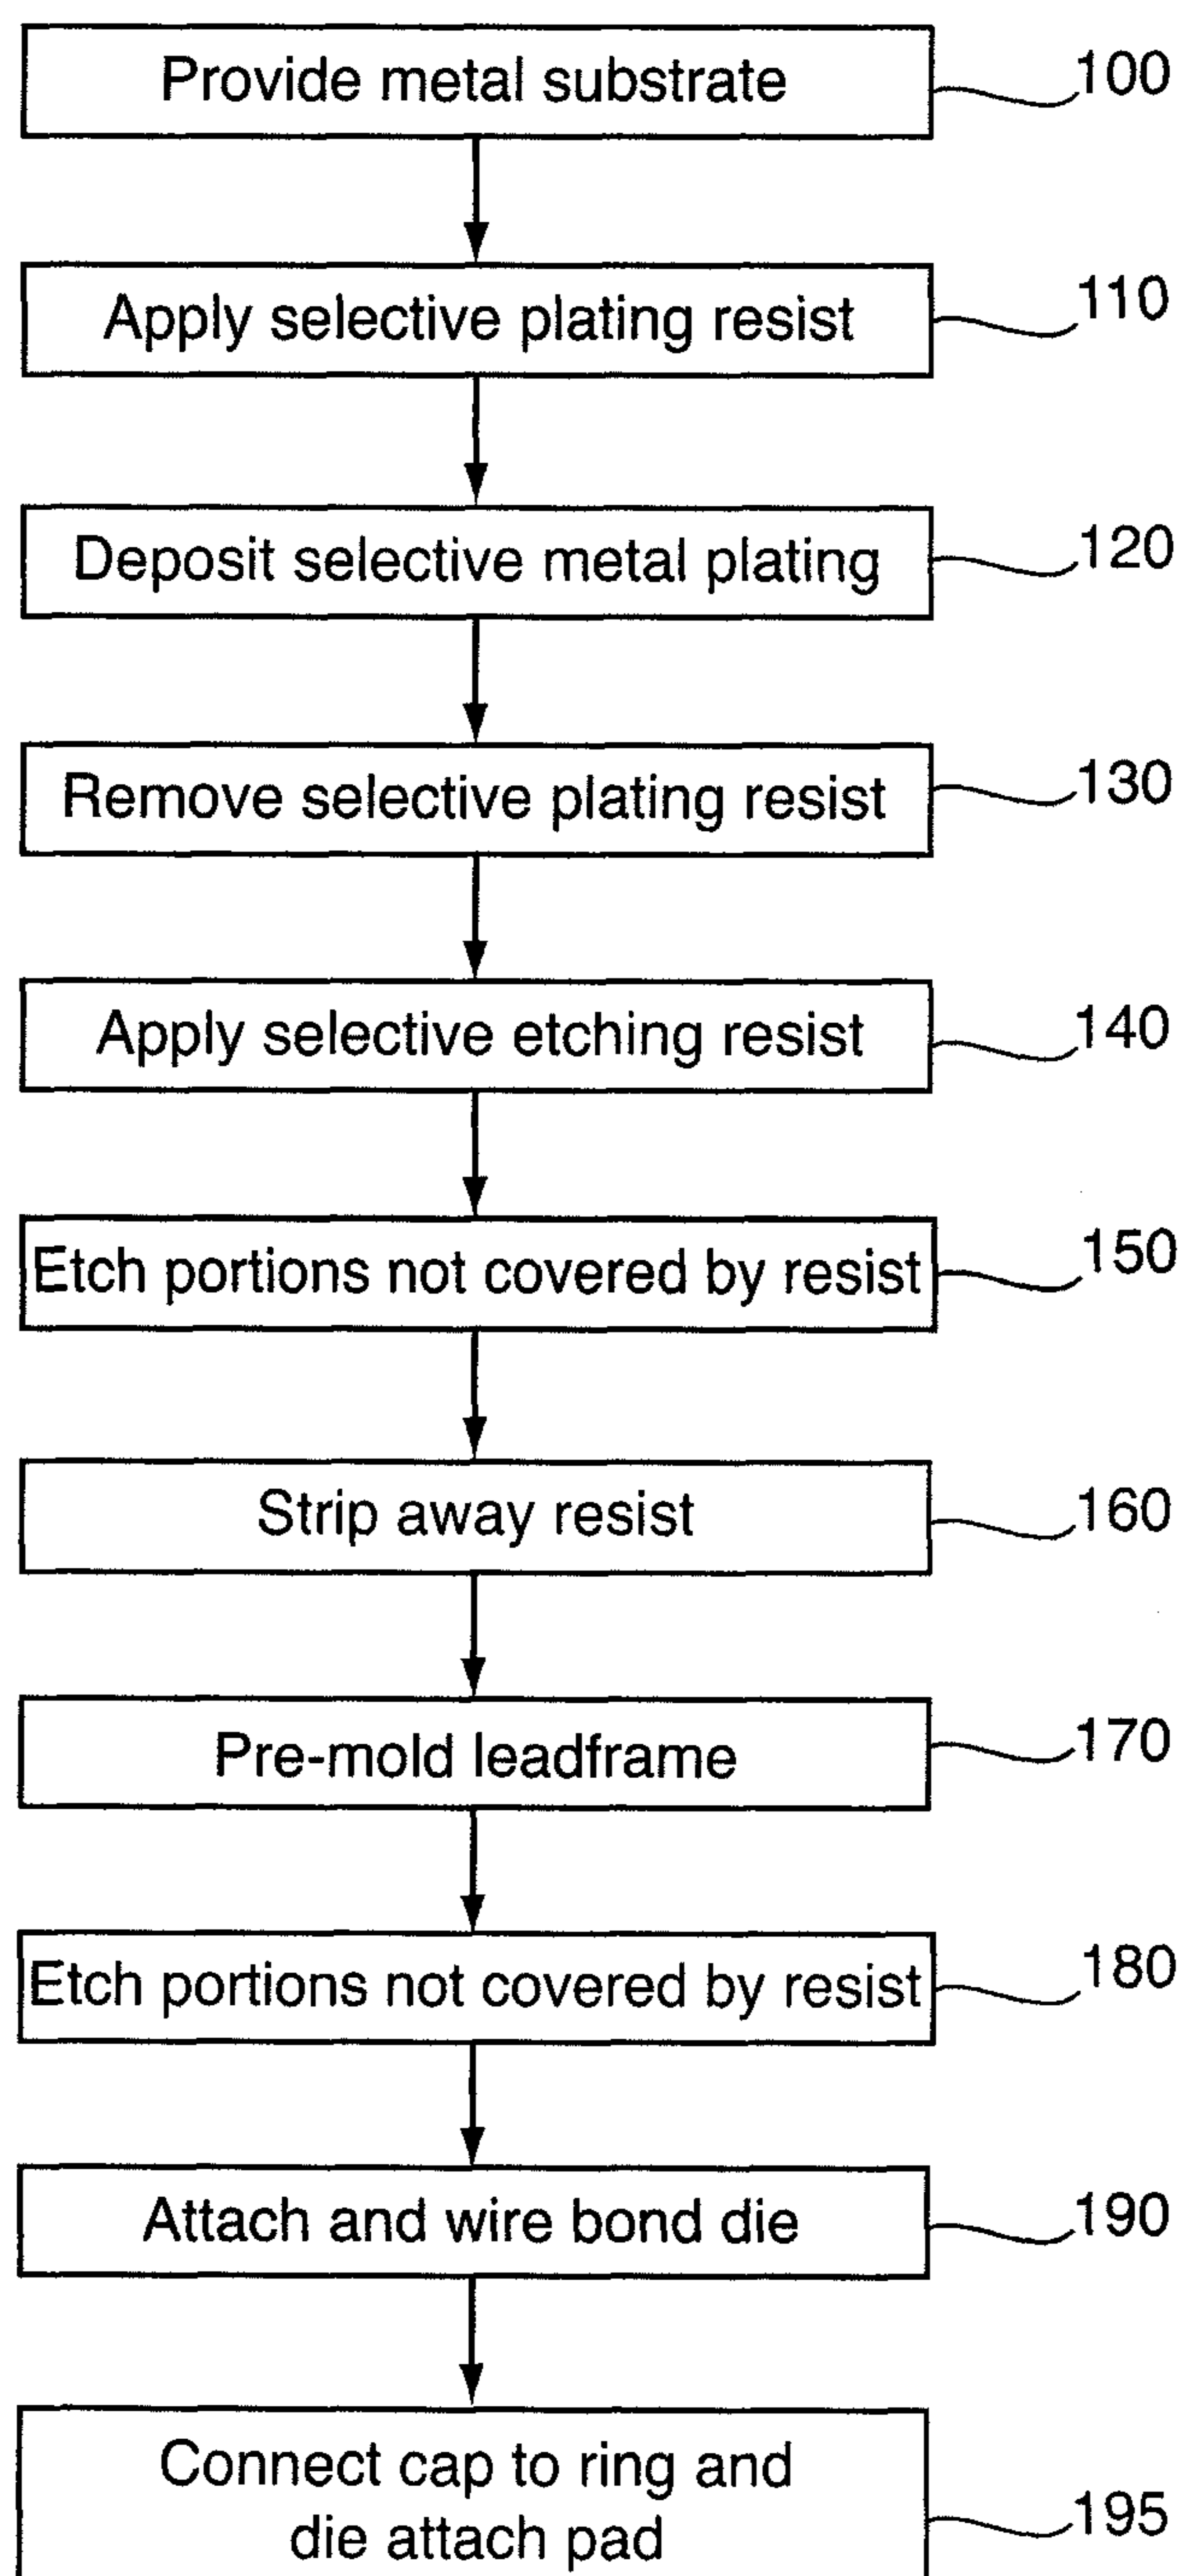 Provide metal substrate 100
Apply selective plating resist 110
Deposit selective metal plating 120
Remove selective plating resist 130
Apply selective etching resist 140
Etch portions not covered by resist 150
Strip away resist 160
Pre-mold leadframe 170
Etch portions not covered by resist 180
Attach and wire bond die 190
Connect cap to ring and
die attach pad 195